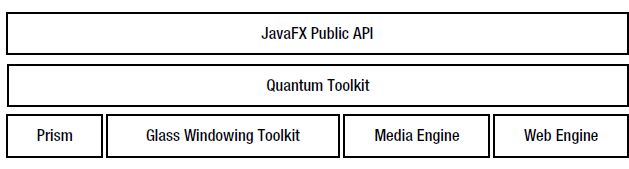 JavaFX Public API
Quantum Toolkit
Prism
Glass Windowing Toolkit
Media Engine
Web Engine